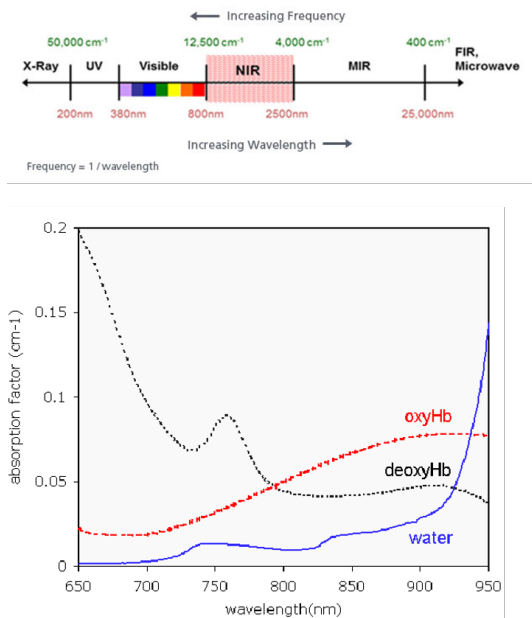 Increasing Frequency
50,000 cm⁻¹ 12,500 cm⁻¹ 4,000 cm⁻¹ 400 cm⁻¹
X-Ray UV Visible NIR MIR FIR,
Microwave
200nm 380nm 800nm 2500nm 25,000nm
Increasing Wavelength
Frequency = 1 / wavelength
0.2
0.15
0.1
0.05
0
absorption factor (cm-1)
oxyHb
deoxyHb
water
650 700 750 800 850 900 950
wavelength(nm)